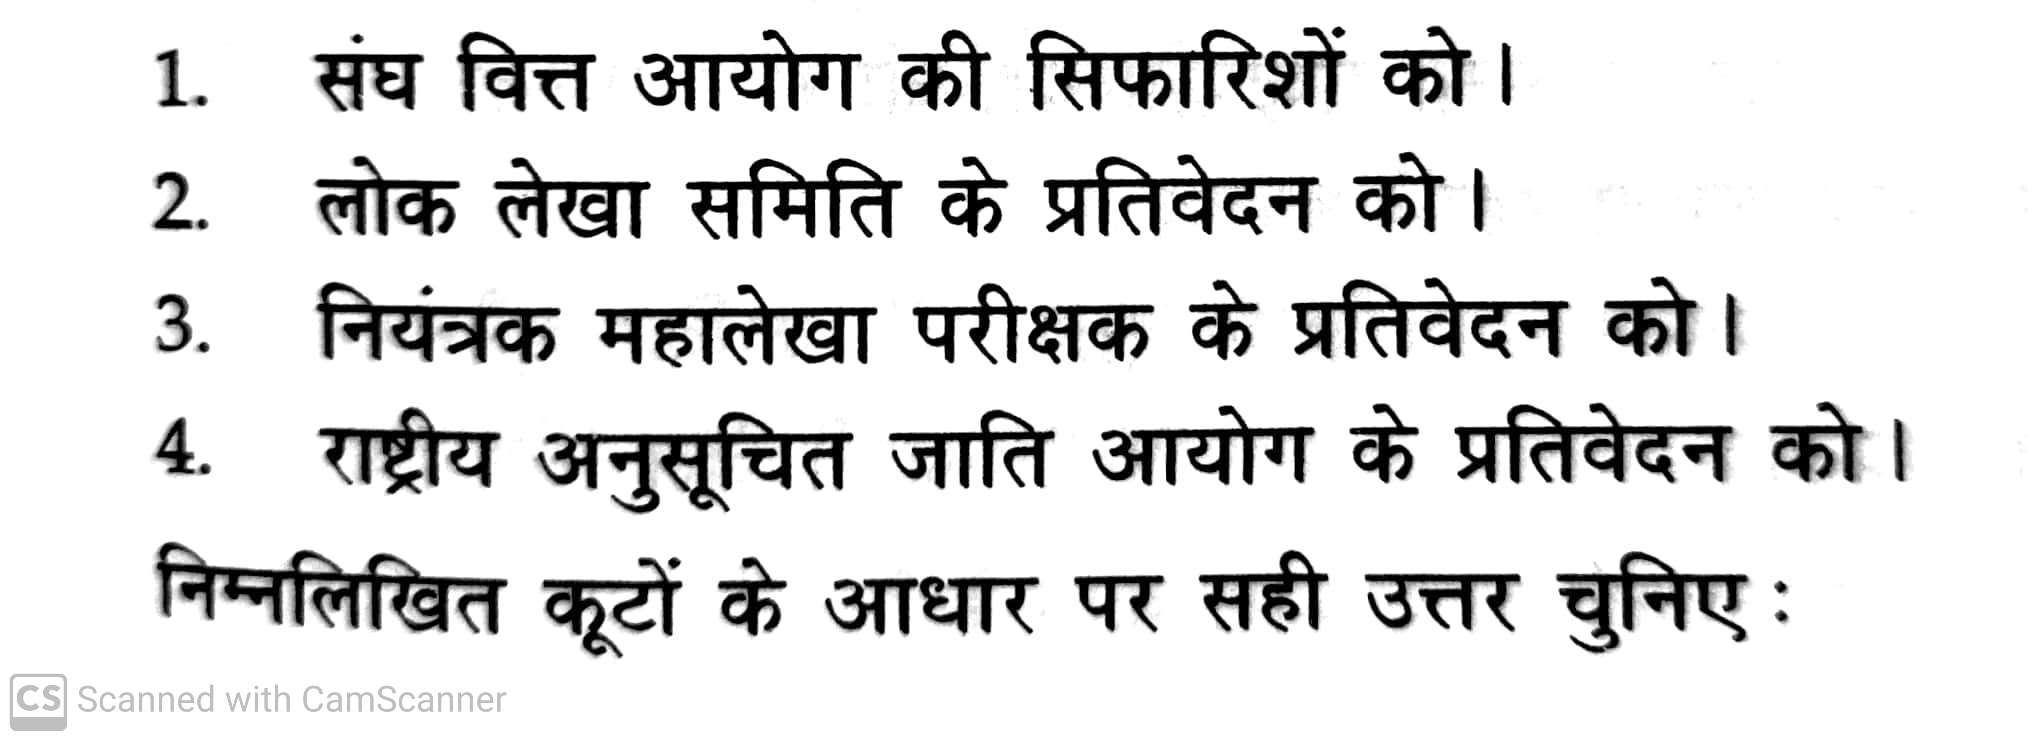 1. संघ वित्त आयोग की सिफारिशों को।
2. लोक लेखा समिति के प्रतिवेदन को।
3. नियंत्रक महालेखा परीक्षक के प्रतिवेदन को।
4. राष्ट्रीय अनुसूचित जाति आयोग के प्रतिवेदन को।
निम्नलिखित कूटों के आधार पर सही उत्तर चुनिए :
CS Scanned with CamScanner